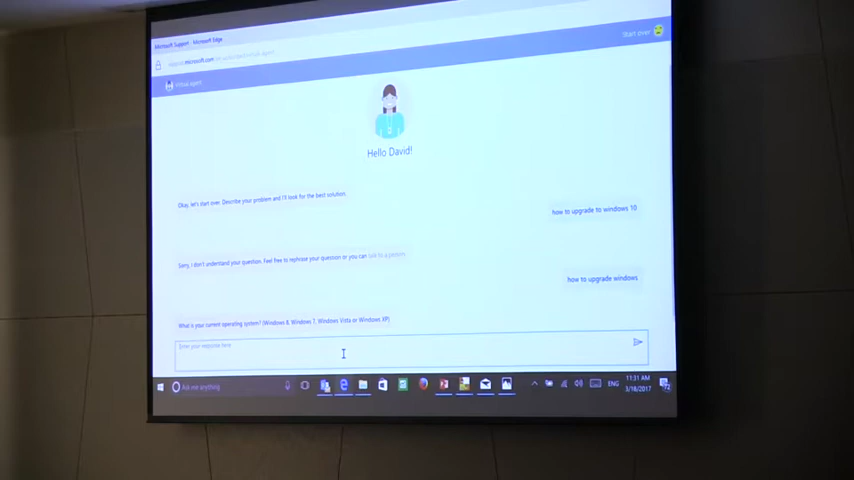 Microsoft Support - Microsoft Edge
microsoft.com
Start over
Virtual agent
Hello David!
Okay, let's start over. Describe your problem and I'll look for the best solution.
how to upgrade to windows 10
Sorry, I don't understand your question. Feel free to rephrase your question or you can talk to a person.
how to upgrade windows
What is your current operating system? (Windows 8, Windows 7, Windows Vista or Windows XP)
Enter your response here
Ask me anything
ENG
11:31 AM
3/18/2017